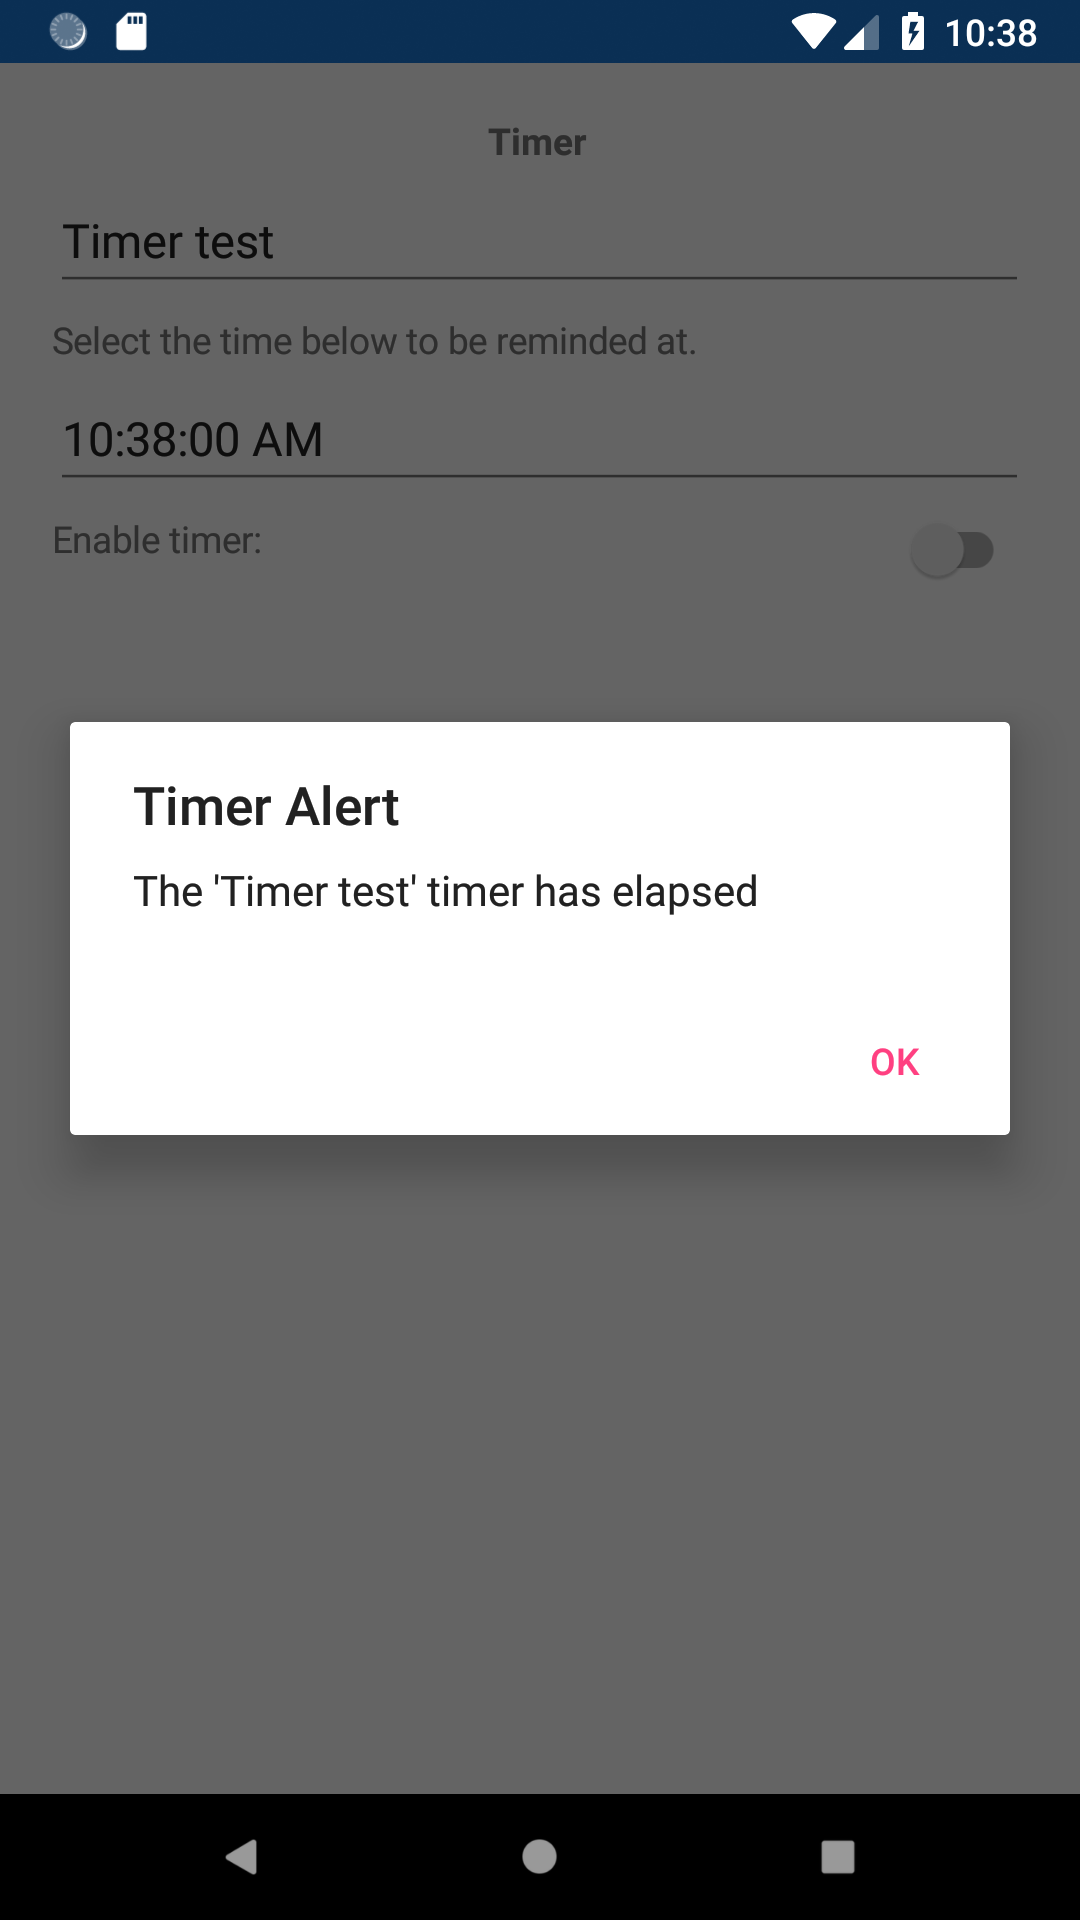 10:38
Timer
Timer test
Select the time below to be reminded at.
10:38:00 AM
Enable timer:
Timer Alert
The 'Timer test' timer has elapsed
OK